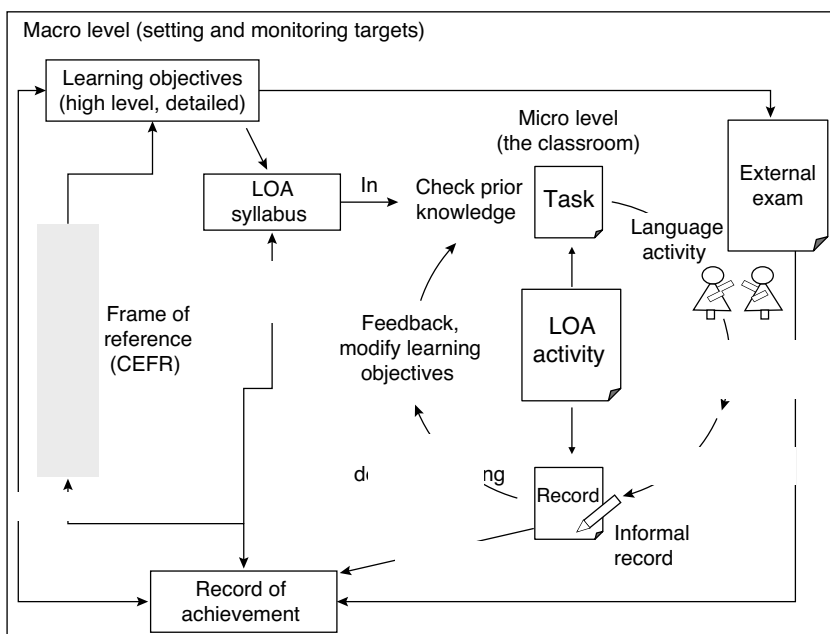 Macro level (setting and monitoring targets)
Learning objectives
(high level, detailed)
Micro level
(the classroom)
External
exam
LOA
syllabus
In
Check prior
knowledge
Task
Language
activity
Frame of
reference
(CEFR)
Feedback,
modify learning
objectives
LOA
activity
Record
Informal
record
Record of
achievement